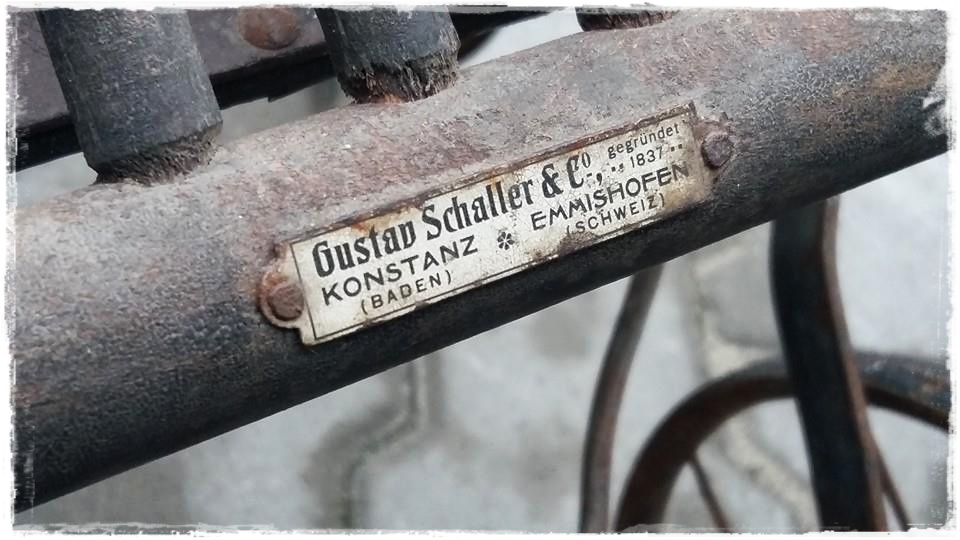 Gustav Schaller & Co., gegründet 1837
KONSTANZ * EMMISHOFEN
(BADEN) (SCHWEIZ)